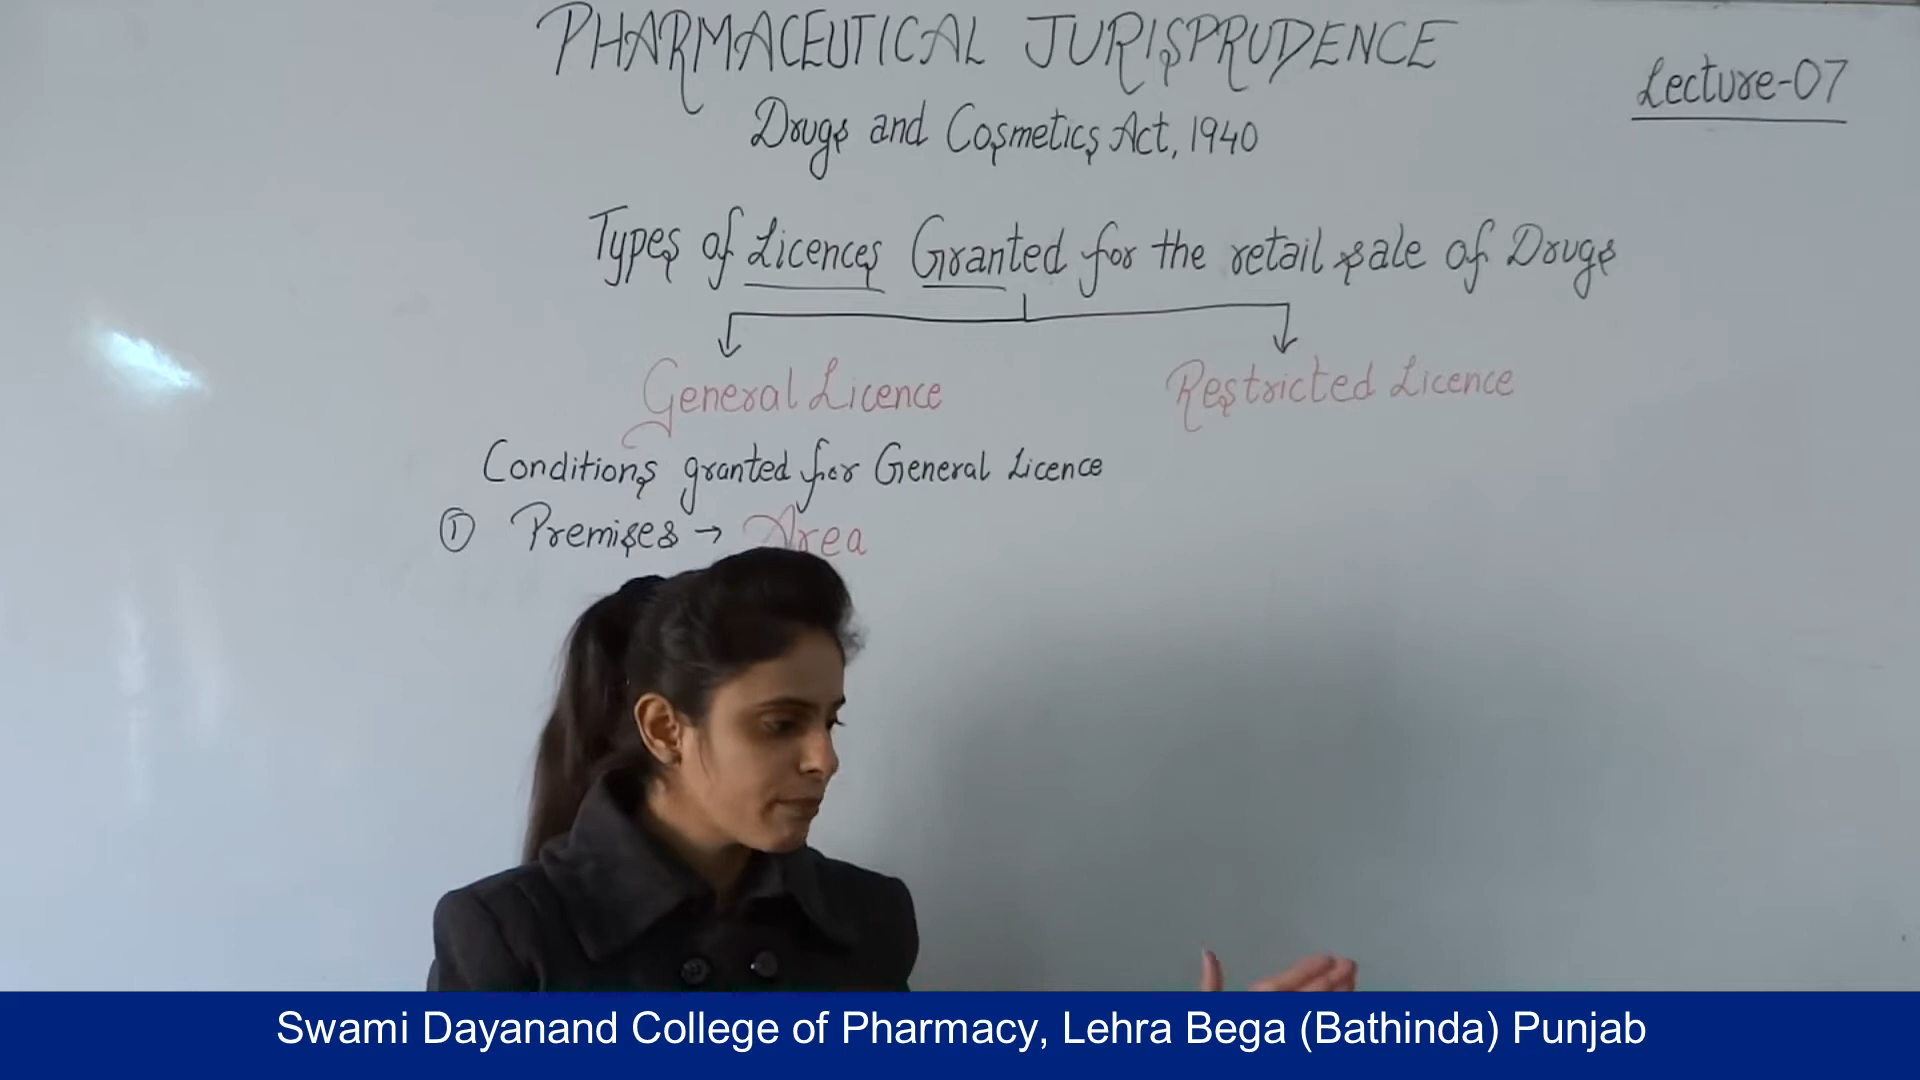 PHARMACEUTICAL JURISPRUDENCE
Lecture-07
Drugs and Cosmetics Act, 1940
Types of Licences Granted for the retail sale of Drugs
General Licence
Restricted Licence
Conditions granted for General Licence
① Premises → Area
Swami Dayanand College of Pharmacy, Lehra Bega (Bathinda) Punjab